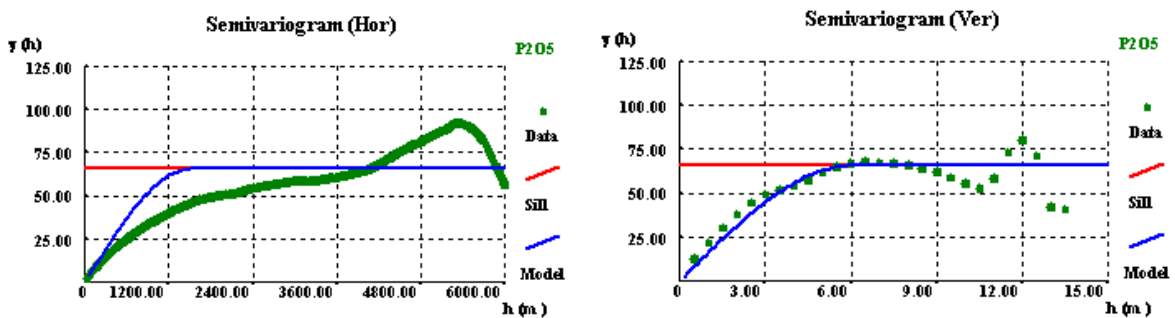 Semivariogram (Hor)
γ (h)
P2O5
125.00
100.00
75.00
50.00
25.00
0 1200.00 2400.00 3600.00 4800.00 6000.00
h (m )
Data
Sill
Model
Semivariogram (Ver)
γ (h)
P2O5
125.00
100.00
75.00
50.00
25.00
0 3.00 6.00 9.00 12.00 15.00
h (m )
Data
Sill
Model